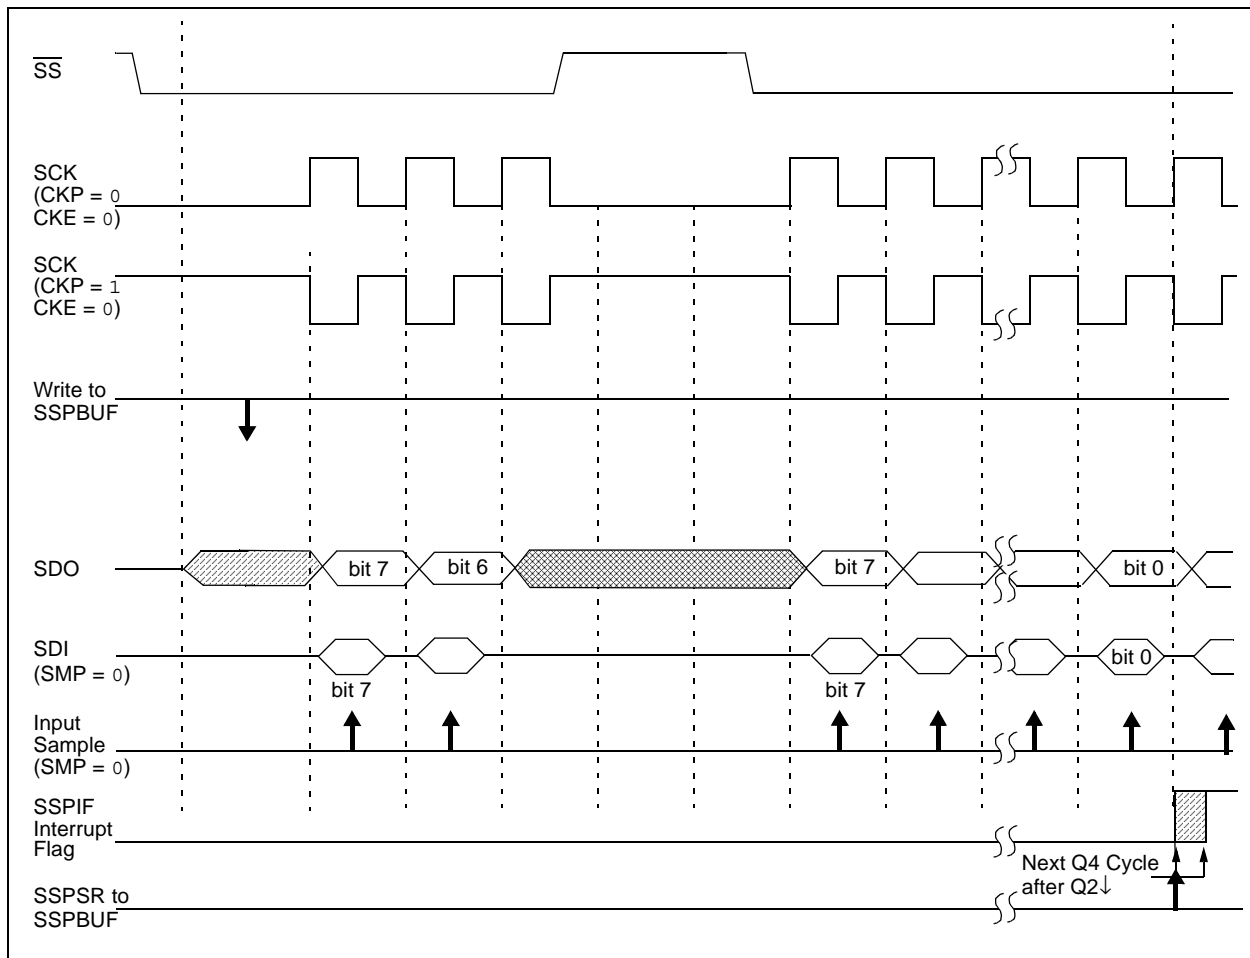 SS
SCK
(CKP = 0
CKE = 0)
SCK
(CKP = 1
CKE = 0)
Write to
SSPBUF
SDO
bit 7
bit 6
bit 7
bit 0
SDI
(SMP = 0)
bit 7
bit 7
bit 0
Input
Sample
(SMP = 0)
SSPIF
Interrupt
Flag
Next Q4 Cycle
after Q2↓
SSPSR to
SSPBUF